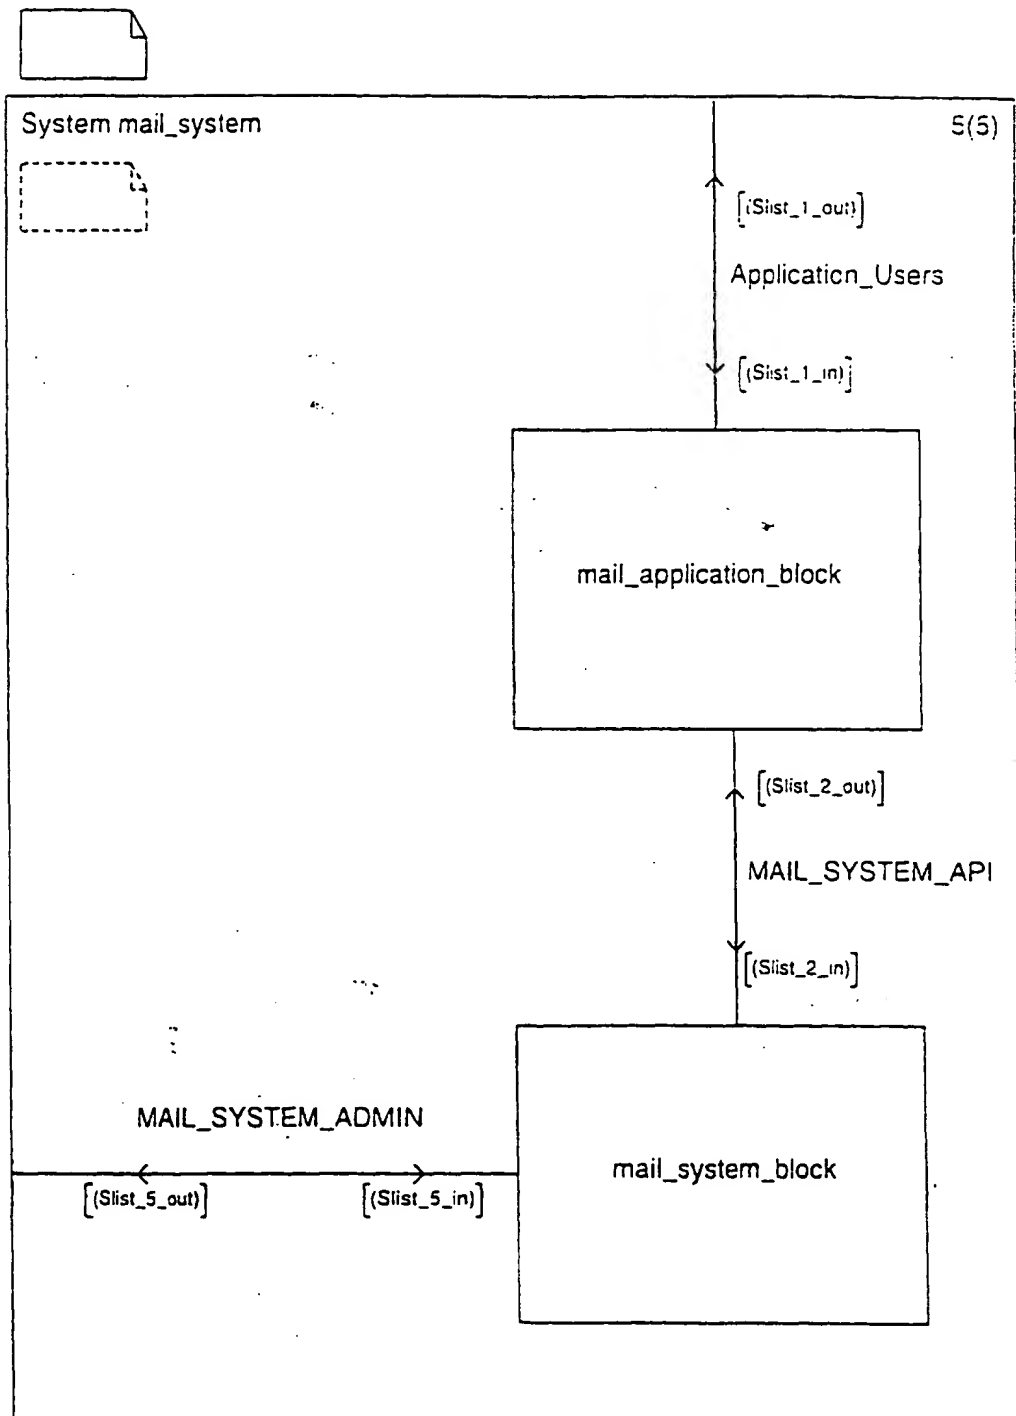 System mail_system
5(5)
[(Slist_1_out)]
Application_Users
[(Slist_1_in)]
mail_application_block
[(Slist_2_out)]
MAIL_SYSTEM_API
[(Slist_2_in)]
MAIL_SYSTEM_ADMIN
mail_system_block
[(Slist_5_out)]
[(Slist_5_in)]